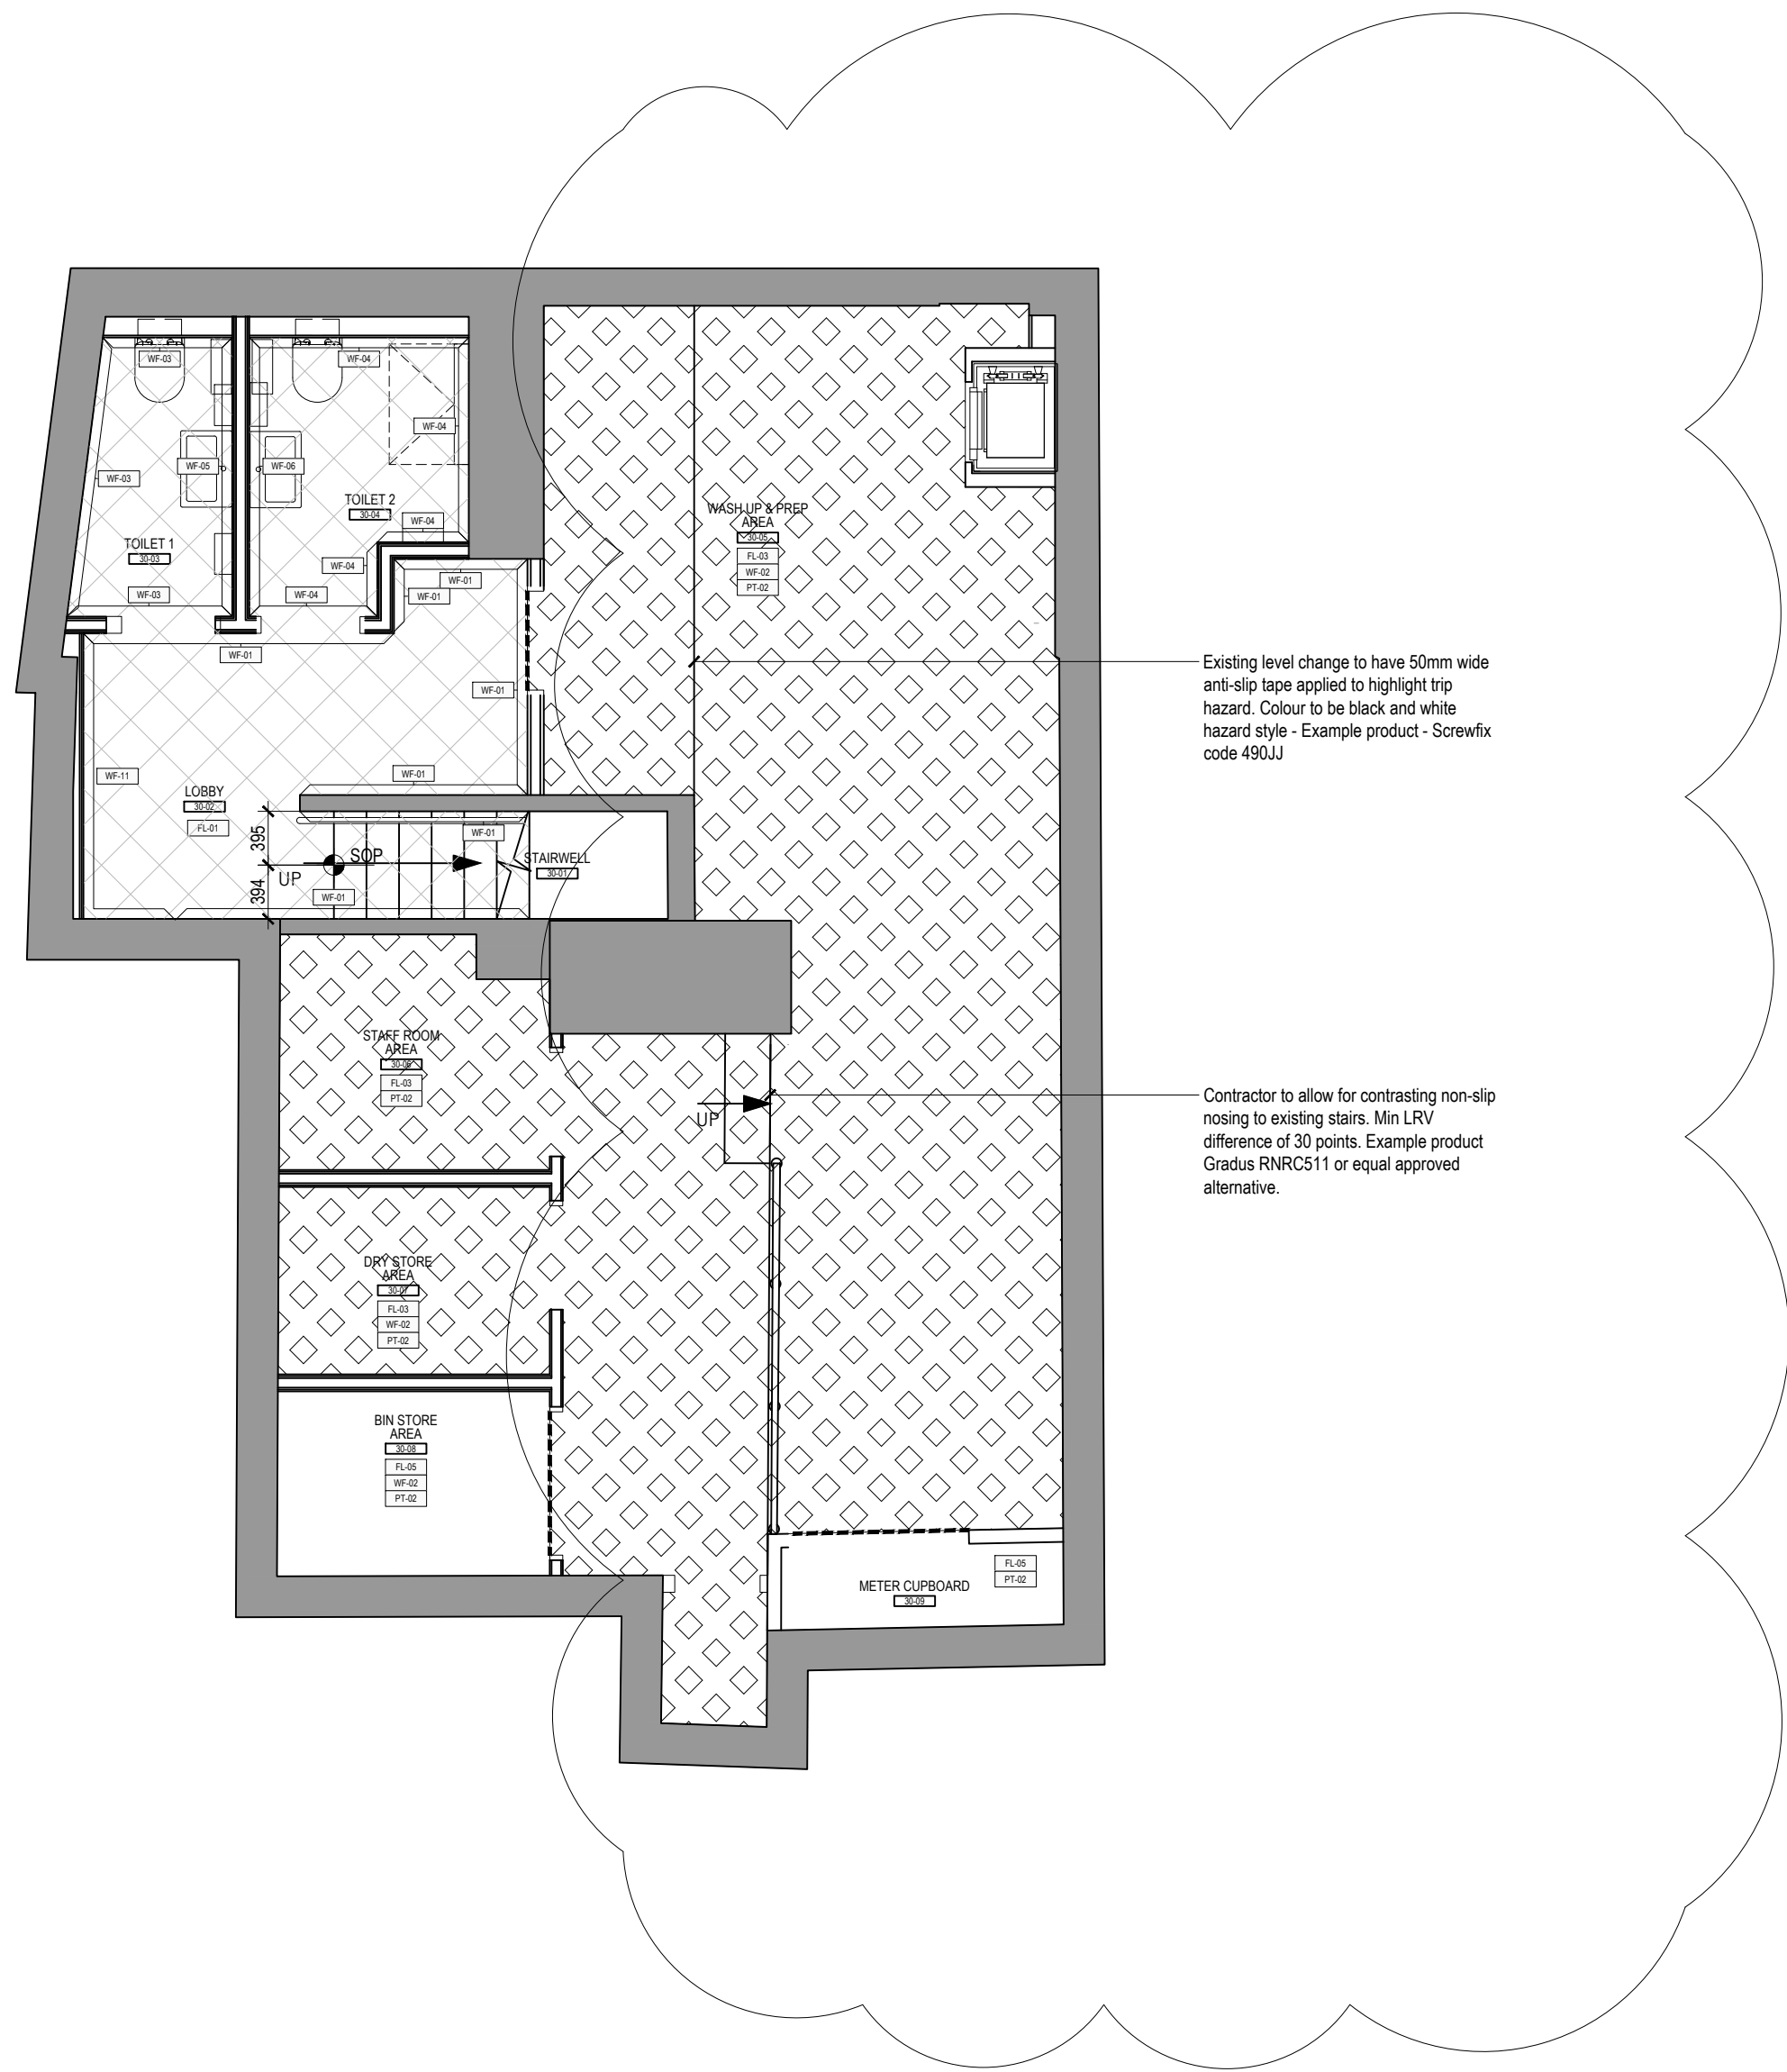 WF-03
WF-04
WF-04
WF-03
WF-05
WF-06
TOILET 2
30-04
WF-04
TOILET 1
30-03
WF-04
WF-01
WF-03
WF-04
WF-01
WF-01
WF-01
WASH UP & PREP
AREA
30-05
FL-03
WF-02
PT-02
Existing level change to have 50mm wide
anti-slip tape applied to highlight trip
hazard. Colour to be black and white
hazard style - Example product - Screwfix
code 490JJ
WF-11
WF-01
LOBBY
30-02
FL-01
395
394
WF-01
SOP
UP
WF-01
STAIRWELL
30-01
STAFF ROOM
AREA
30-06
FL-03
PT-02
UP
Contractor to allow for contrasting non-slip
nosing to existing stairs. Min LRV
difference of 30 points. Example product
Gradus RNRC511 or equal approved
alternative.
DRY STORE
AREA
30-07
FL-03
WF-02
PT-02
BIN STORE
AREA
30-08
FL-05
WF-02
PT-02
FL-05
PT-02
METER CUPBOARD
30-09